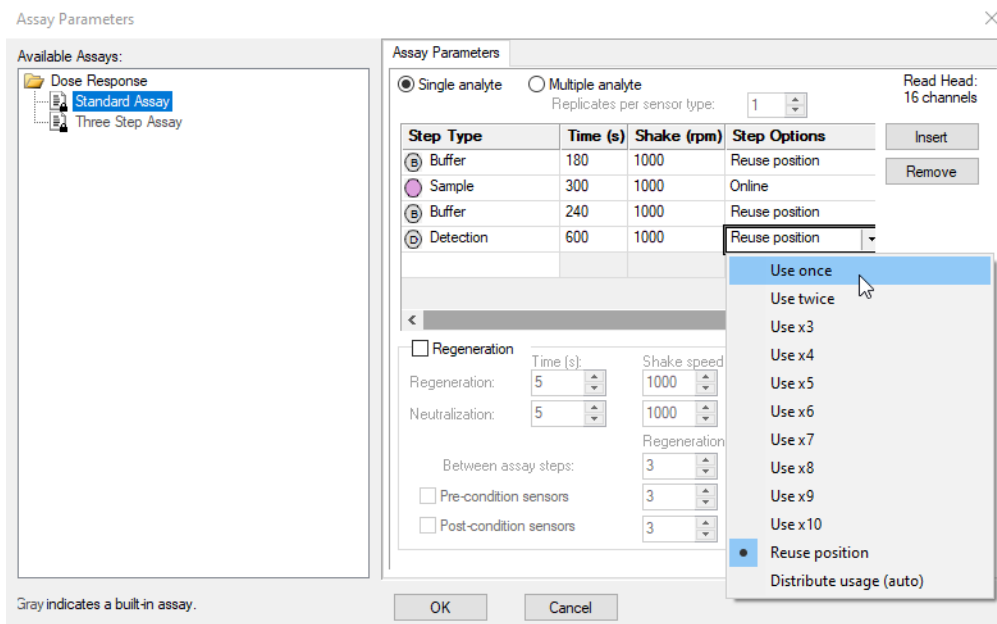 Assay Parameters
Available Assays:
Dose Response
Standard Assay
Three Step Assay
Gray indicates a built-in assay.
Assay Parameters
Single analyte
Multiple analyte
Replicates per sensor type:
1
Read Head:
16 channels
Step Type Time (s) Shake (rpm) Step Options
B Buffer 180 1000 Reuse position
Sample 300 1000 Online
B Buffer 240 1000 Reuse position
D Detection 600 1000 Reuse position
Insert
Remove
Use once
Use twice
Use x3
Use x4
Use x5
Use x6
Use x7
Use x8
Use x9
Use x10
Reuse position
Distribute usage (auto)
Regeneration
Time (s): Shake speed
Regeneration: 5 1000
Neutralization: 5 1000
Regeneration
Between assay steps: 3
Pre-condition sensors 3
Post-condition sensors 3
OK
Cancel